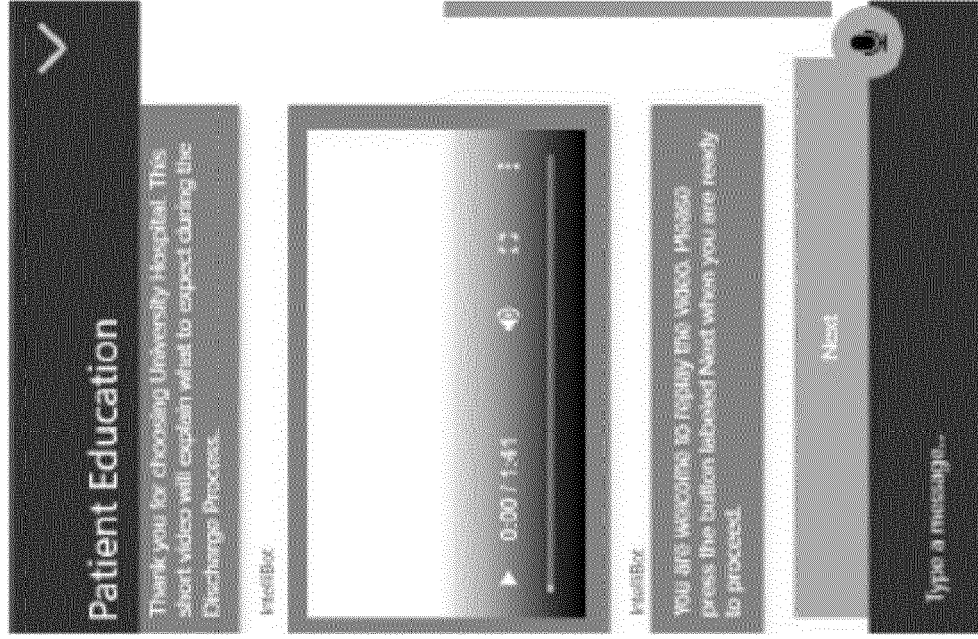 Patient Education
Thank you for choosing University Hospital. This
short video will explain what to expect during the
Discharge Process.
IntelliBot
0:00 / 1:41
IntelliBot
You are welcome to replay the video. Please
press the button labeled Next when you are ready
to proceed.
Next
Type a message...